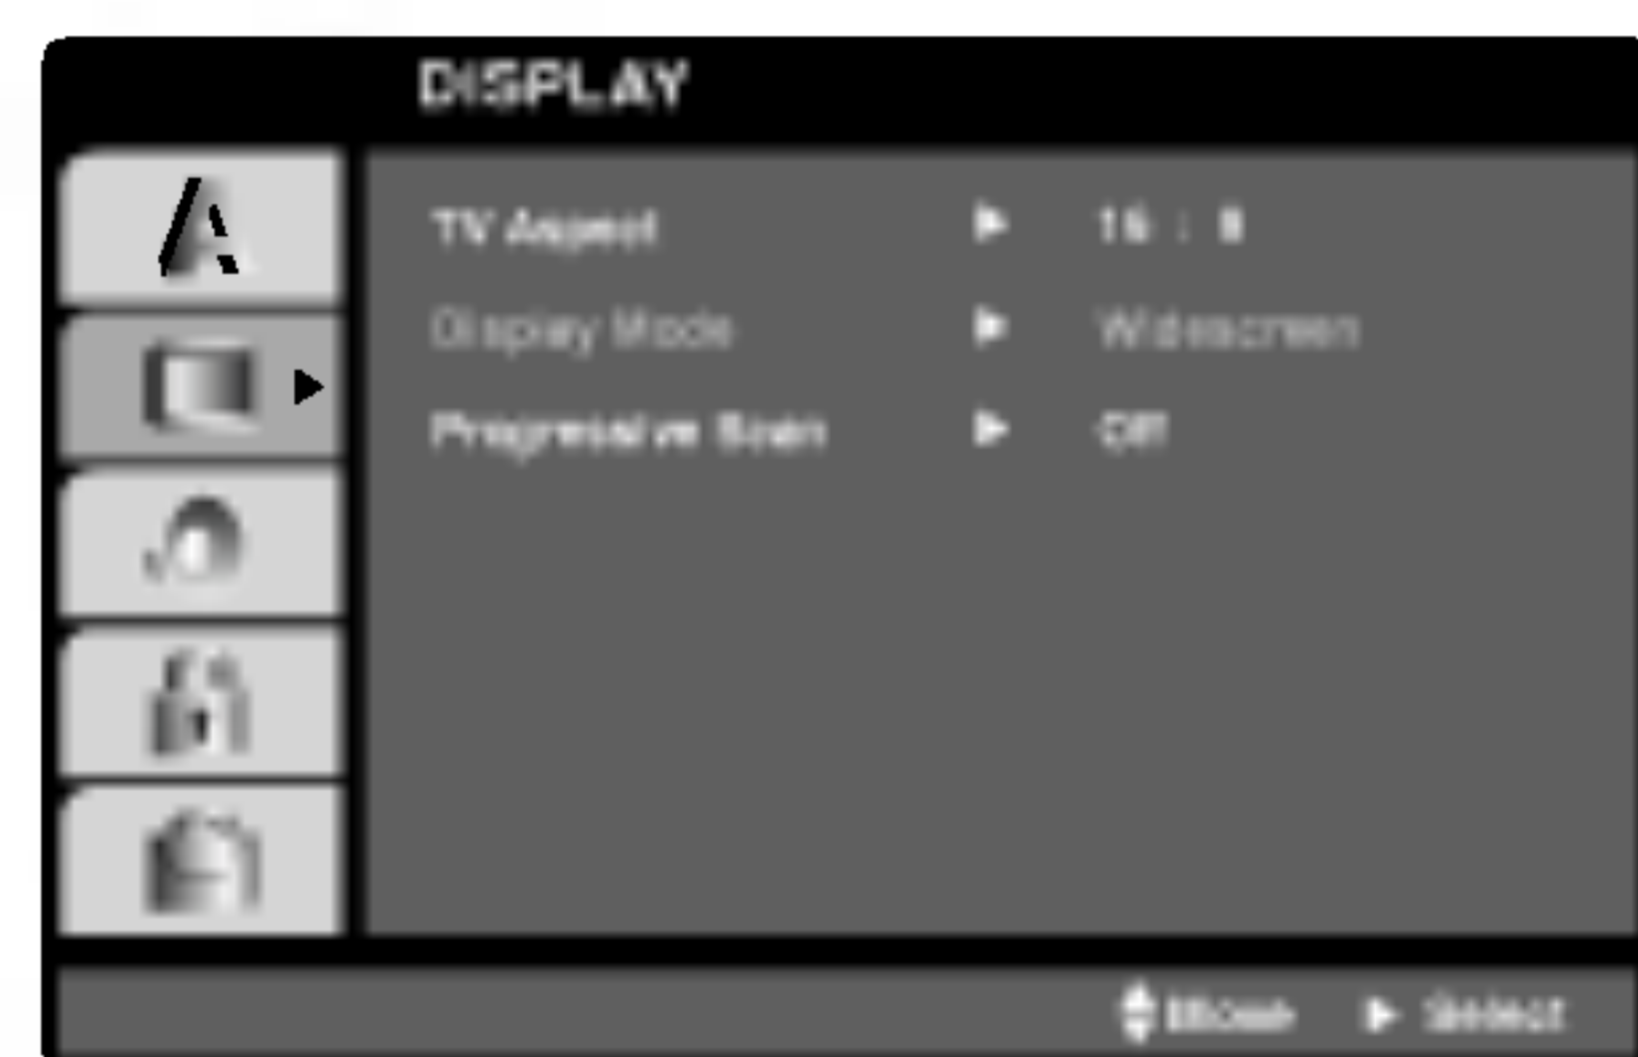 DISPLAY
TV Aspect ► 16 : 9
Display Mode ► Widescreen
Progressive Scan ► Off
Move ► Select